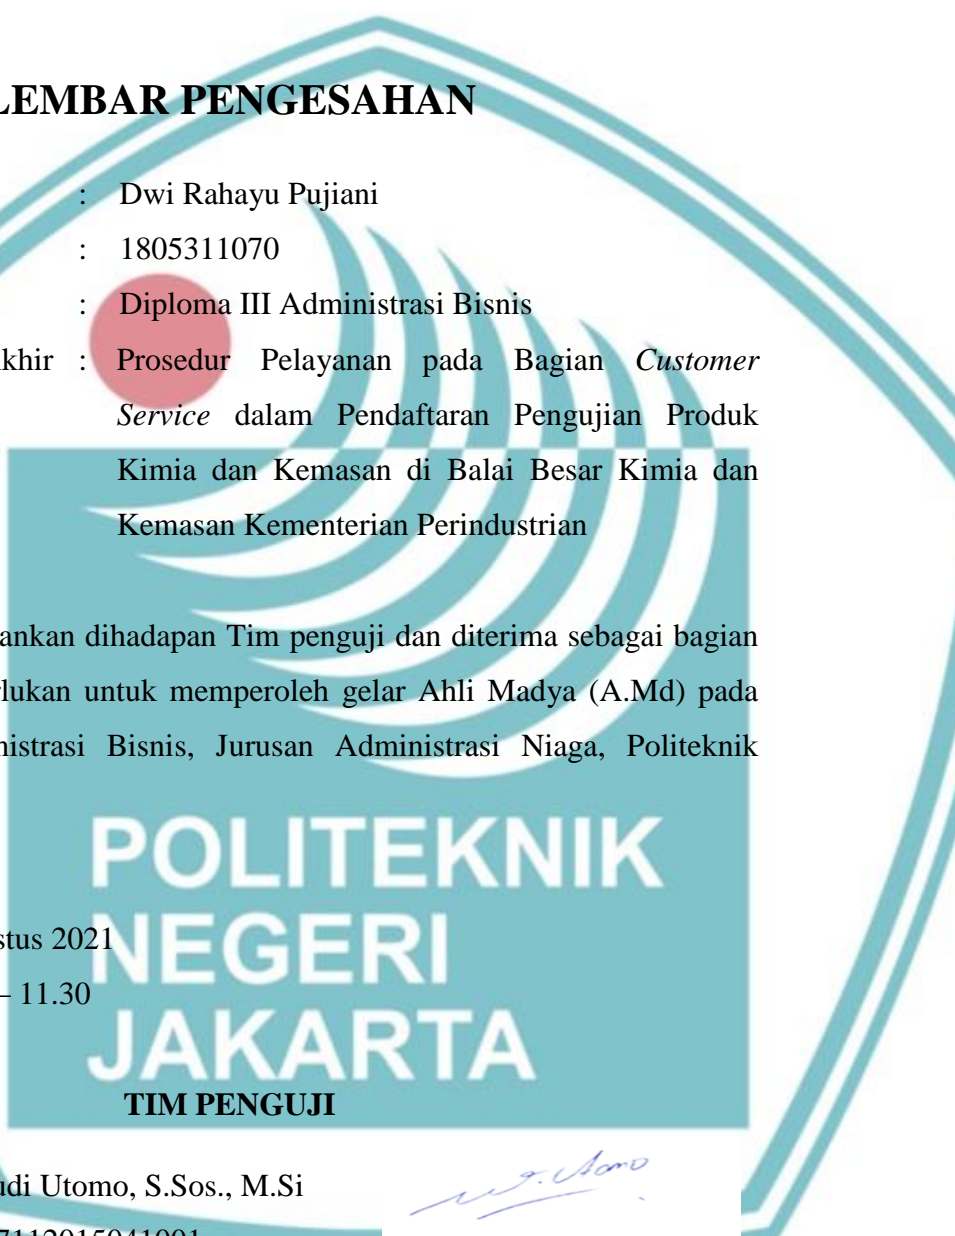 LEMBAR PENGESAHAN
: Dwi Rahayu Pujiani
: 1805311070
: Diploma III Administrasi Bisnis
khir : Prosedur Pelayanan pada Bagian Customer
Service dalam Pendaftaran Pengujian Produk
Kimia dan Kemasan di Balai Besar Kimia dan
Kemasan Kementerian Perindustrian
ankan dihadapan Tim penguji dan diterima sebagai bagian
rlukan untuk memperoleh gelar Ahli Madya (A.Md) pada
nistrasi Bisnis, Jurusan Administrasi Niaga, Politeknik
POLITEKNIK
NEGERI
JAKARTA
stus 2021
– 11.30
TIM PENGUJI
udi Utomo, S.Sos., M.Si